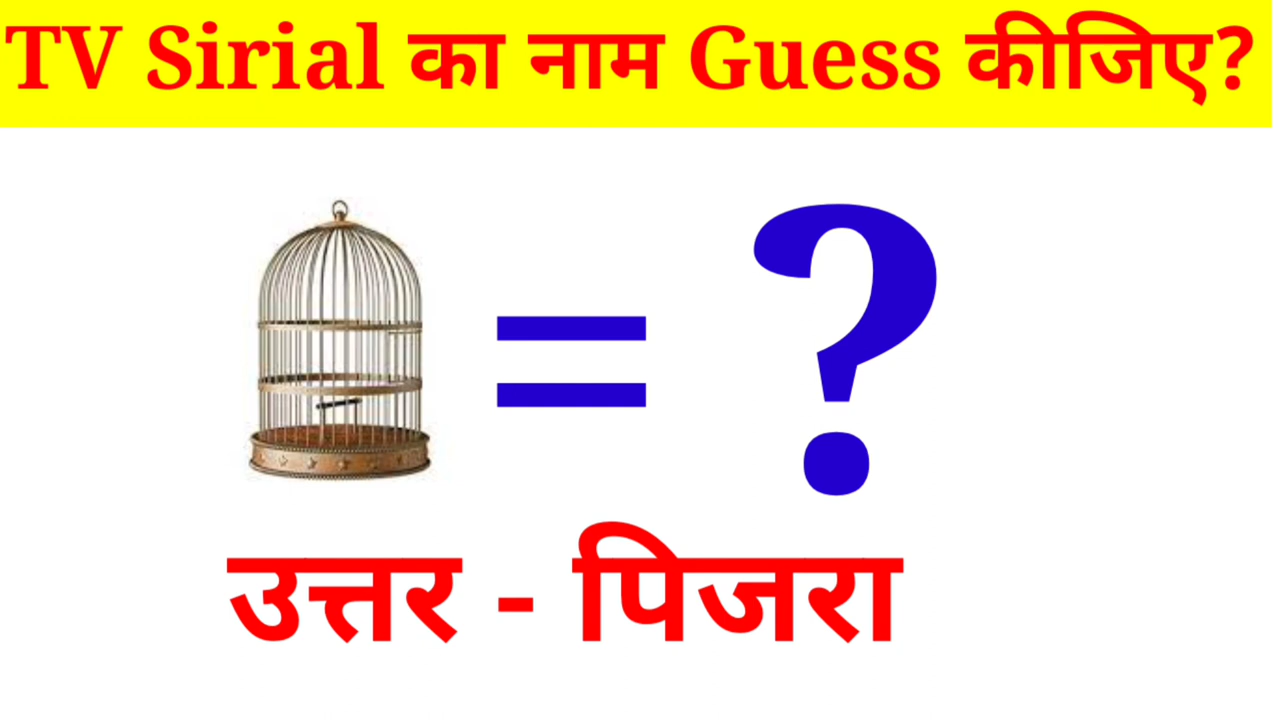 TV Sirial का नाम Guess कीजिए?
= ?
उत्तर - पिजरा